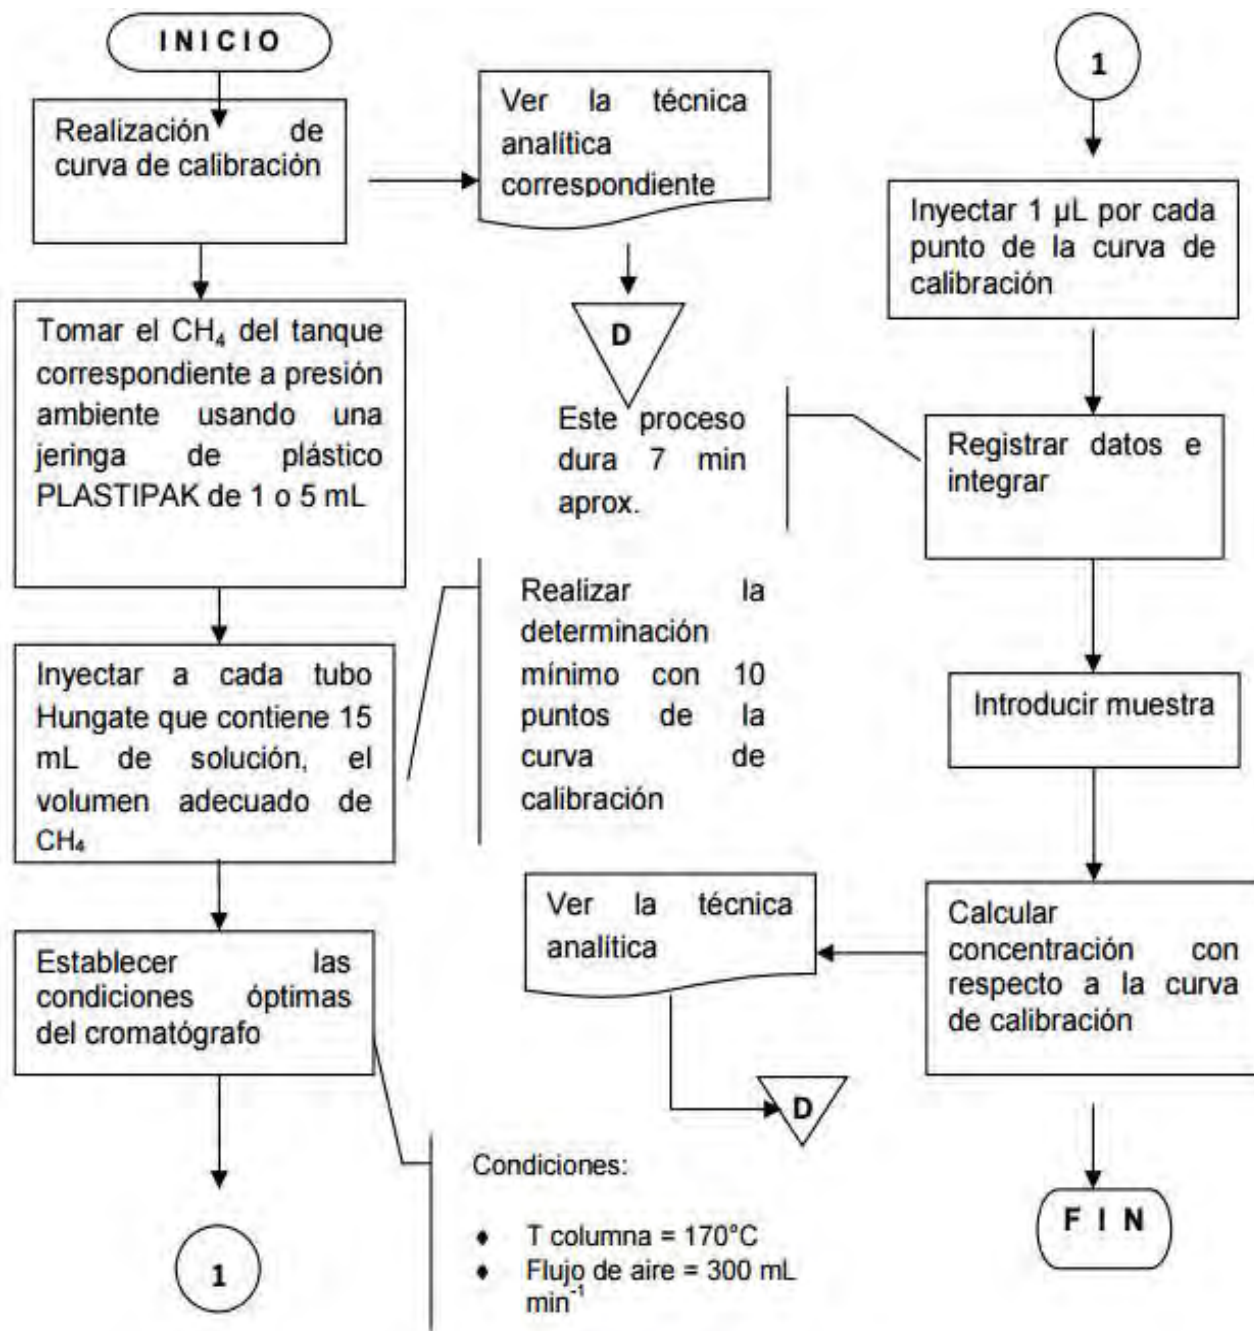 INICIO
Realización de
curva de calibración
Ver la técnica
analítica
correspondiente
D
Tomar el CH₄ del tanque
correspondiente a presión
ambiente usando una
jeringa de plástico
PLASTIPAK de 1 o 5 mL
Inyectar a cada tubo
Hungate que contiene 15
mL de solución, el
volumen adecuado de
CH₄
Realizar la
determinación
mínimo con 10
puntos de la
curva de
calibración
Establecer las
condiciones óptimas
del cromatógrafo
Condiciones:
♦ T columna = 170°C
♦ Flujo de aire = 300 mL
min⁻¹
1
1
Inyectar 1 µL por cada
punto de la curva de
calibración
Registrar datos e
integrar
Este proceso
dura 7 min
aprox.
Introducir muestra
Calcular
concentración con
respecto a la curva
de calibración
Ver la técnica
analítica
D
FIN